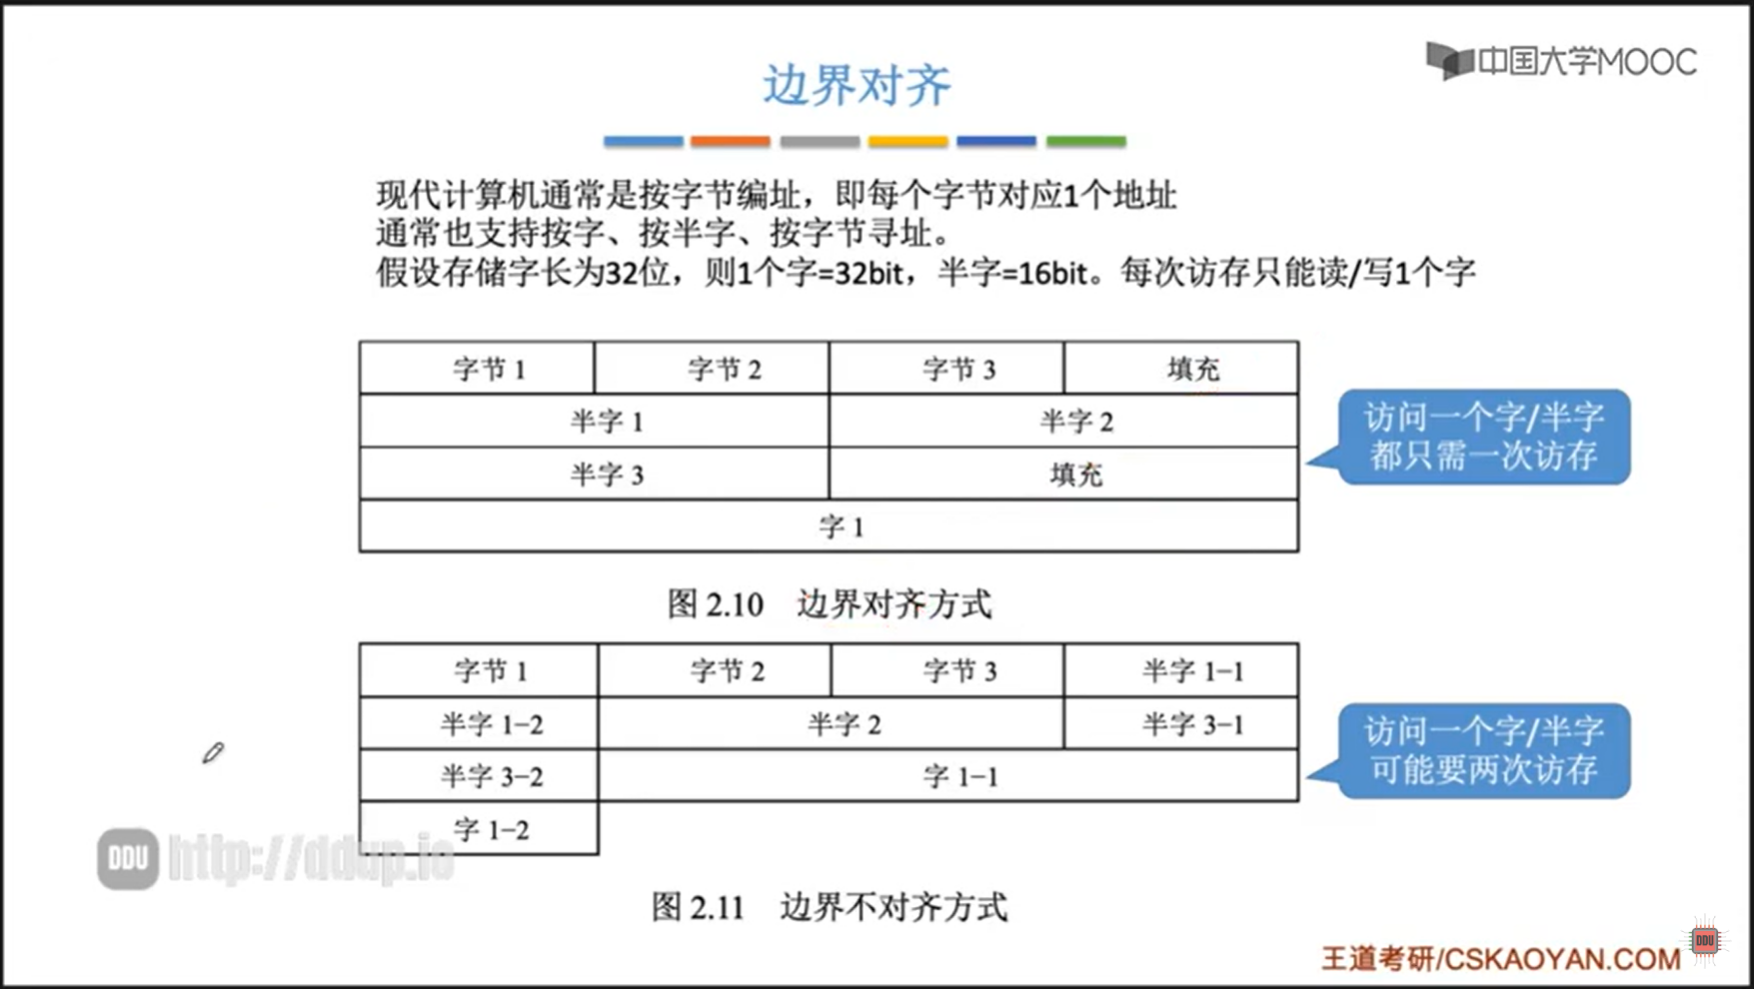 中国大学MOOC
边界对齐
现代计算机通常是按字节编址，即每个字节对应1个地址
通常也支持按字、按半字、按字节寻址。
假设存储字长为32位，则1个字=32bit，半字=16bit。每次访存只能读/写1个字
字节 1 字节 2 字节 3 填充
半字 1 半字 2
半字 3 填充
字 1
访问一个字/半字
都只需一次访存
图 2.10 边界对齐方式
字节 1 字节 2 字节 3 半字 1-1
半字 1-2 半字 2 半字 3-1
半字 3-2 字 1-1
字 1-2
访问一个字/半字
可能要两次访存
DDU http://ddup.io
图 2.11 边界不对齐方式
DDU
王道考研/CSKAOYAN.COM